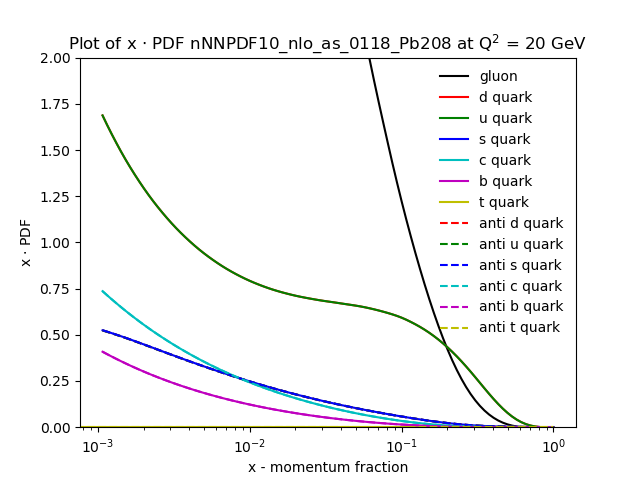 Plot of x · PDF nNNPDF10_nlo_as_0118_Pb208 at Q² = 20 GeV
2.00
1.75
1.50
1.25
1.00
0.75
0.50
0.25
0.00
x · PDF
gluon
d quark
u quark
s quark
c quark
b quark
t quark
anti d quark
anti u quark
anti s quark
anti c quark
anti b quark
anti t quark
10⁻³ 10⁻² 10⁻¹ 10⁰
x - momentum fraction